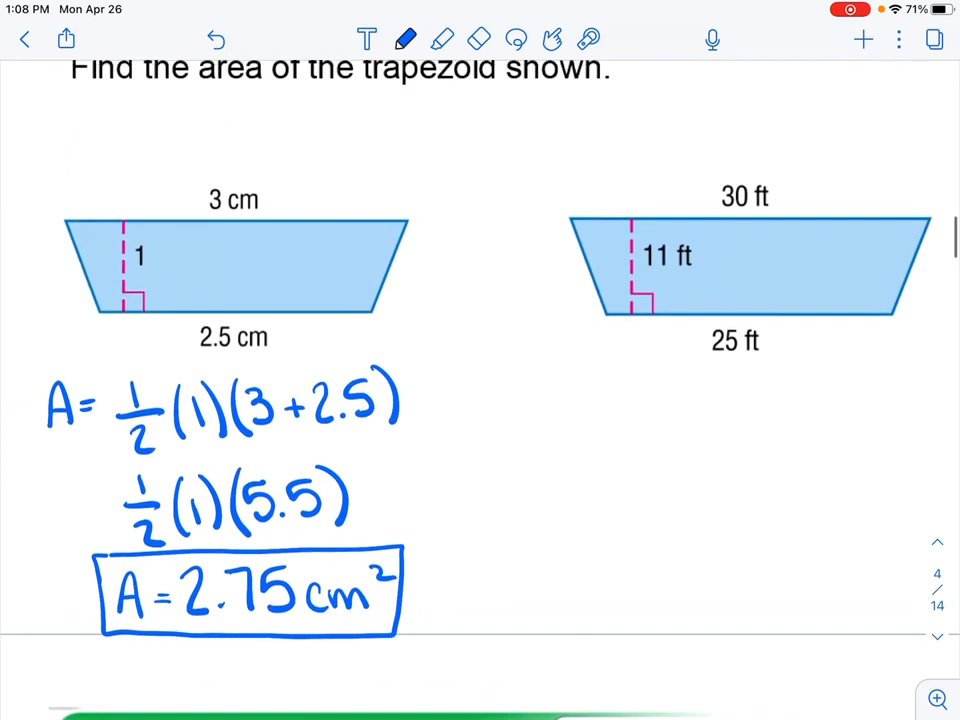 1:08 PM Mon Apr 26
71%
T
Find the area of the trapezoid shown.
3 cm
1
2.5 cm
30 ft
11 ft
25 ft
A = 1/2 (1)(3 + 2.5)
1/2 (1)(5.5)
A = 2.75 cm²
4
/
14